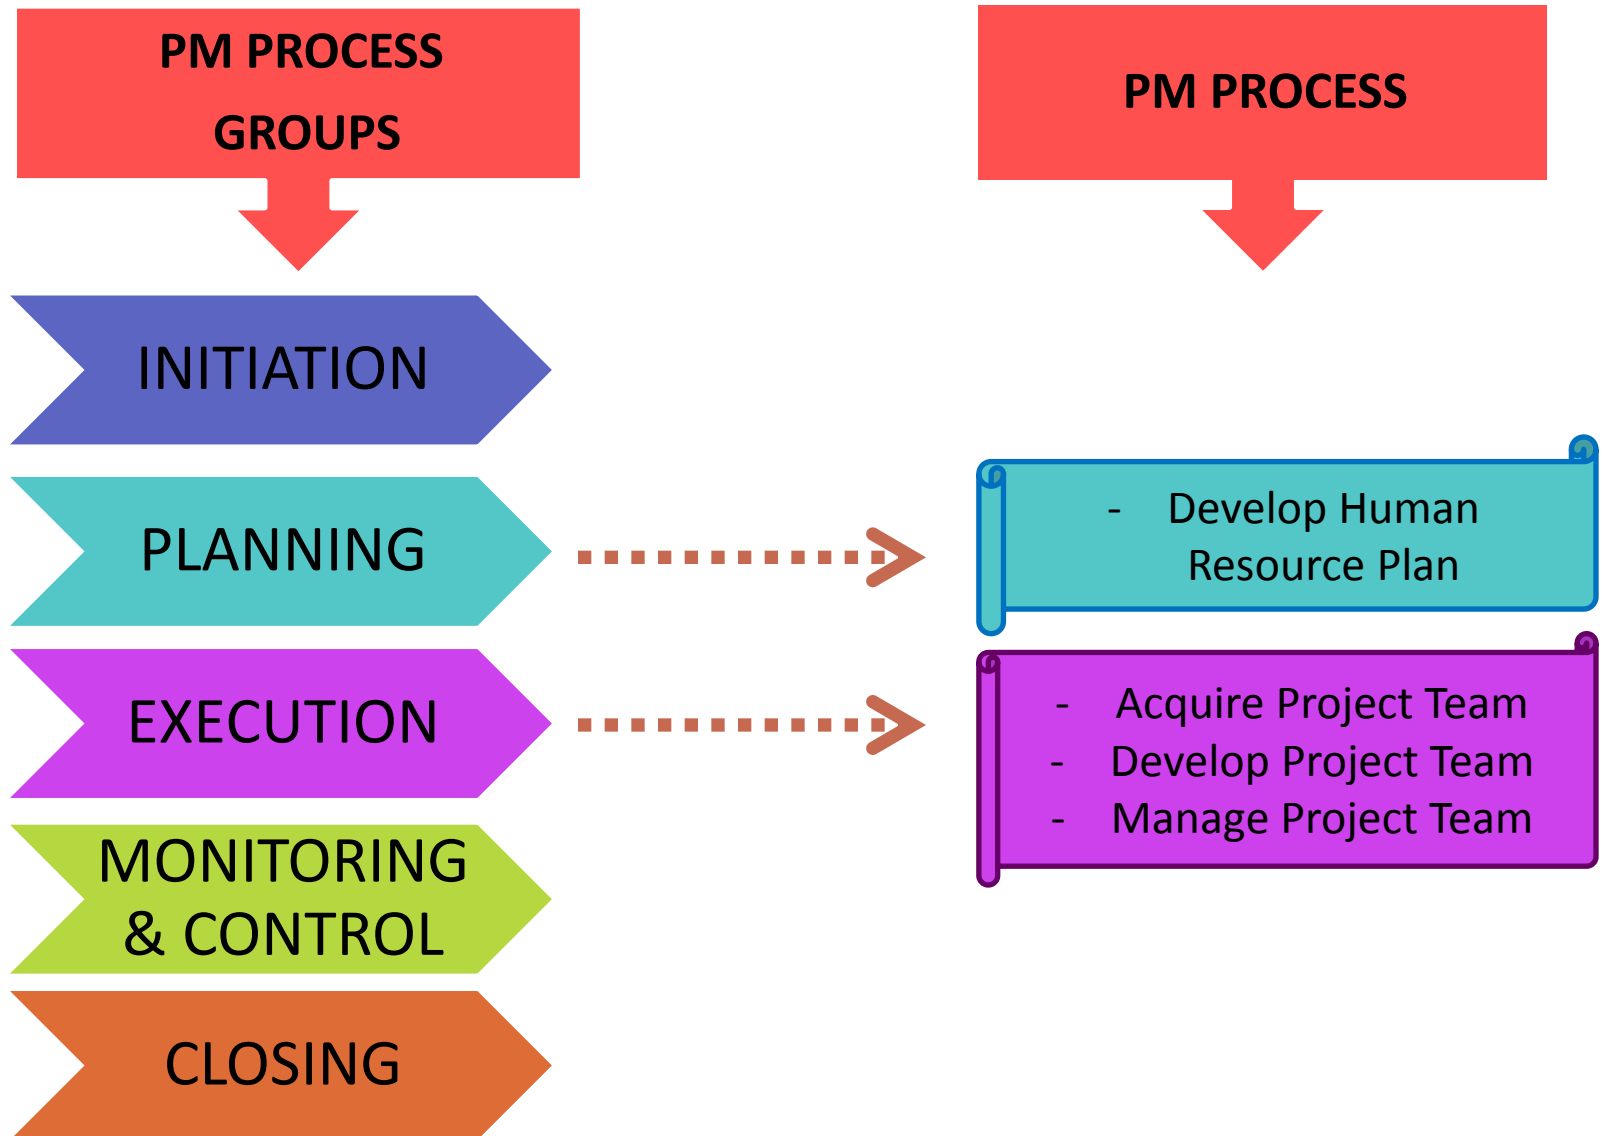 PM PROCESS
GROUPS
PM PROCESS
INITIATION
PLANNING
- Develop Human
Resource Plan
EXECUTION
- Acquire Project Team
- Develop Project Team
- Manage Project Team
MONITORING
& CONTROL
CLOSING